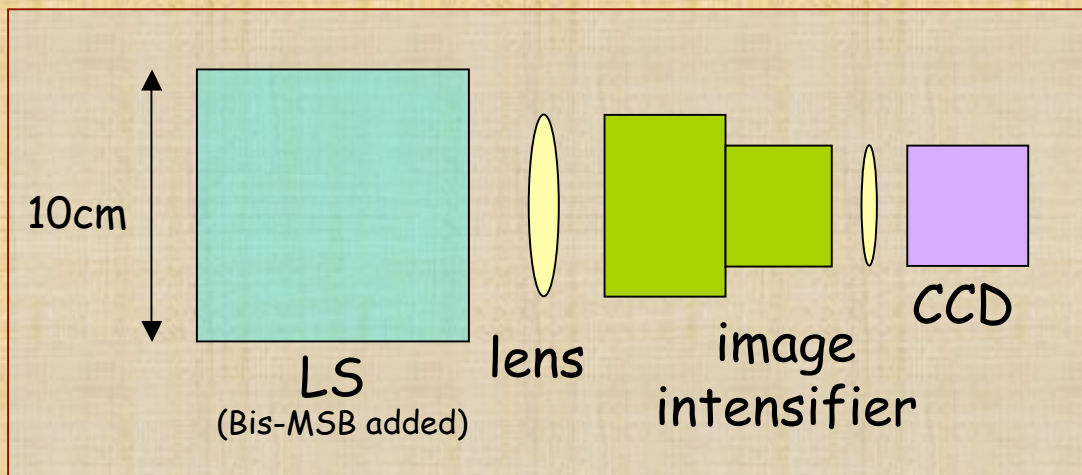 10cm
LS
(Bis-MSB added)
lens
image
intensifier
CCD